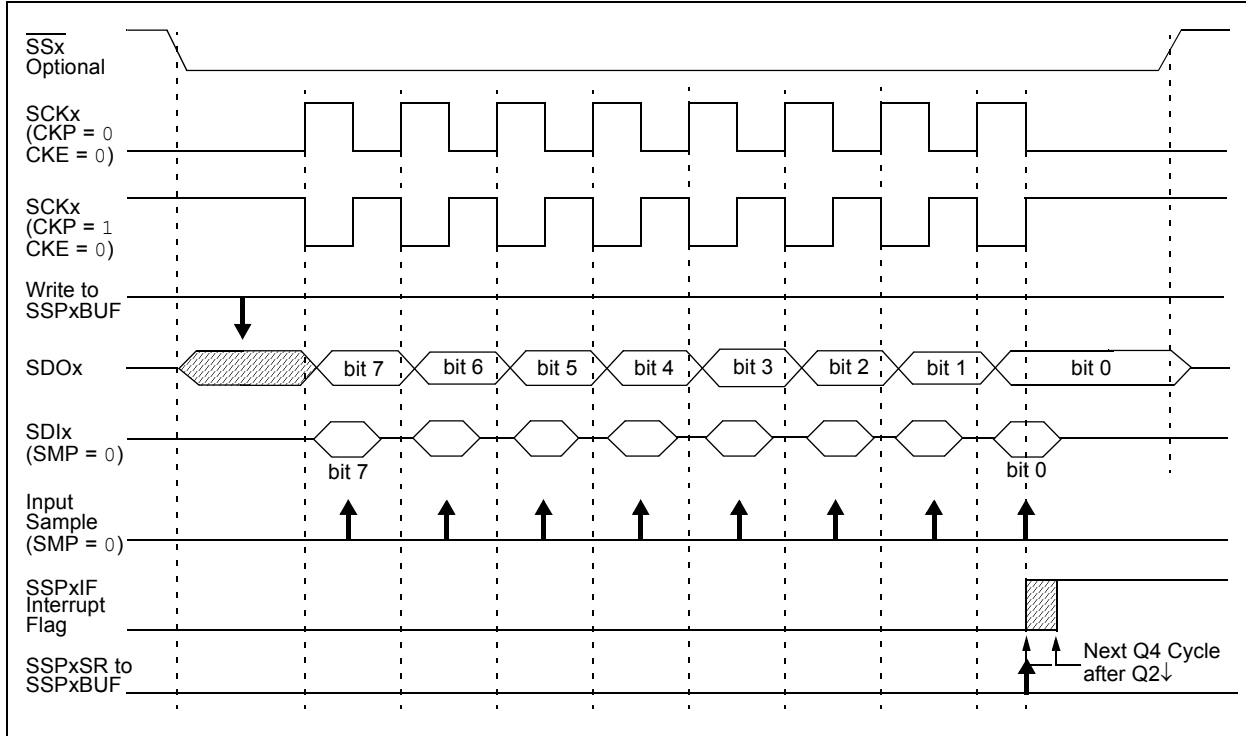 SSx
Optional
SCKx
(CKP = 0
CKE = 0)
SCKx
(CKP = 1
CKE = 0)
Write to
SSPxBUF
SDOx
bit 7
bit 6
bit 5
bit 4
bit 3
bit 2
bit 1
bit 0
SDIx
(SMP = 0)
bit 7
bit 0
Input
Sample
(SMP = 0)
SSPxIF
Interrupt
Flag
SSPxSR to
SSPxBUF
Next Q4 Cycle
after Q2↓